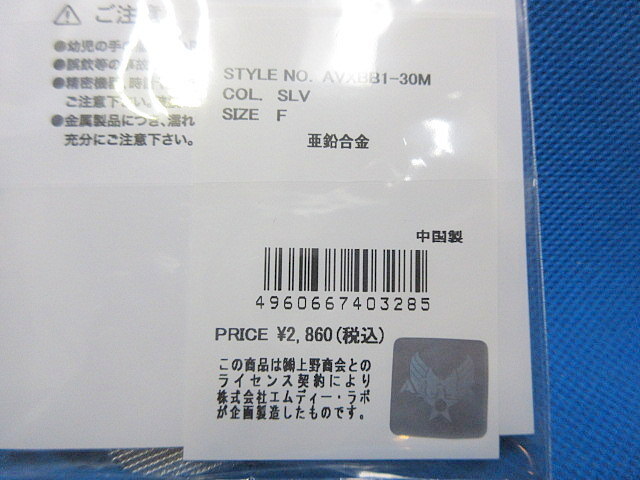 ご注意
●幼児の手
●誤飲等の事故
●精密機器、時計
ご注意下さい。
●金属製品につき、濡れ
充分にご注意下さい。
STYLE NO. AVXBB1-30M
COL. SLV
SIZE F
亜鉛合金
中国製
4960667403285
PRICE ¥2,860(税込)
この商品は㈱上野商会との
ライセンス契約により
株式会社エムディー・ラボ
が企画製造したものです。